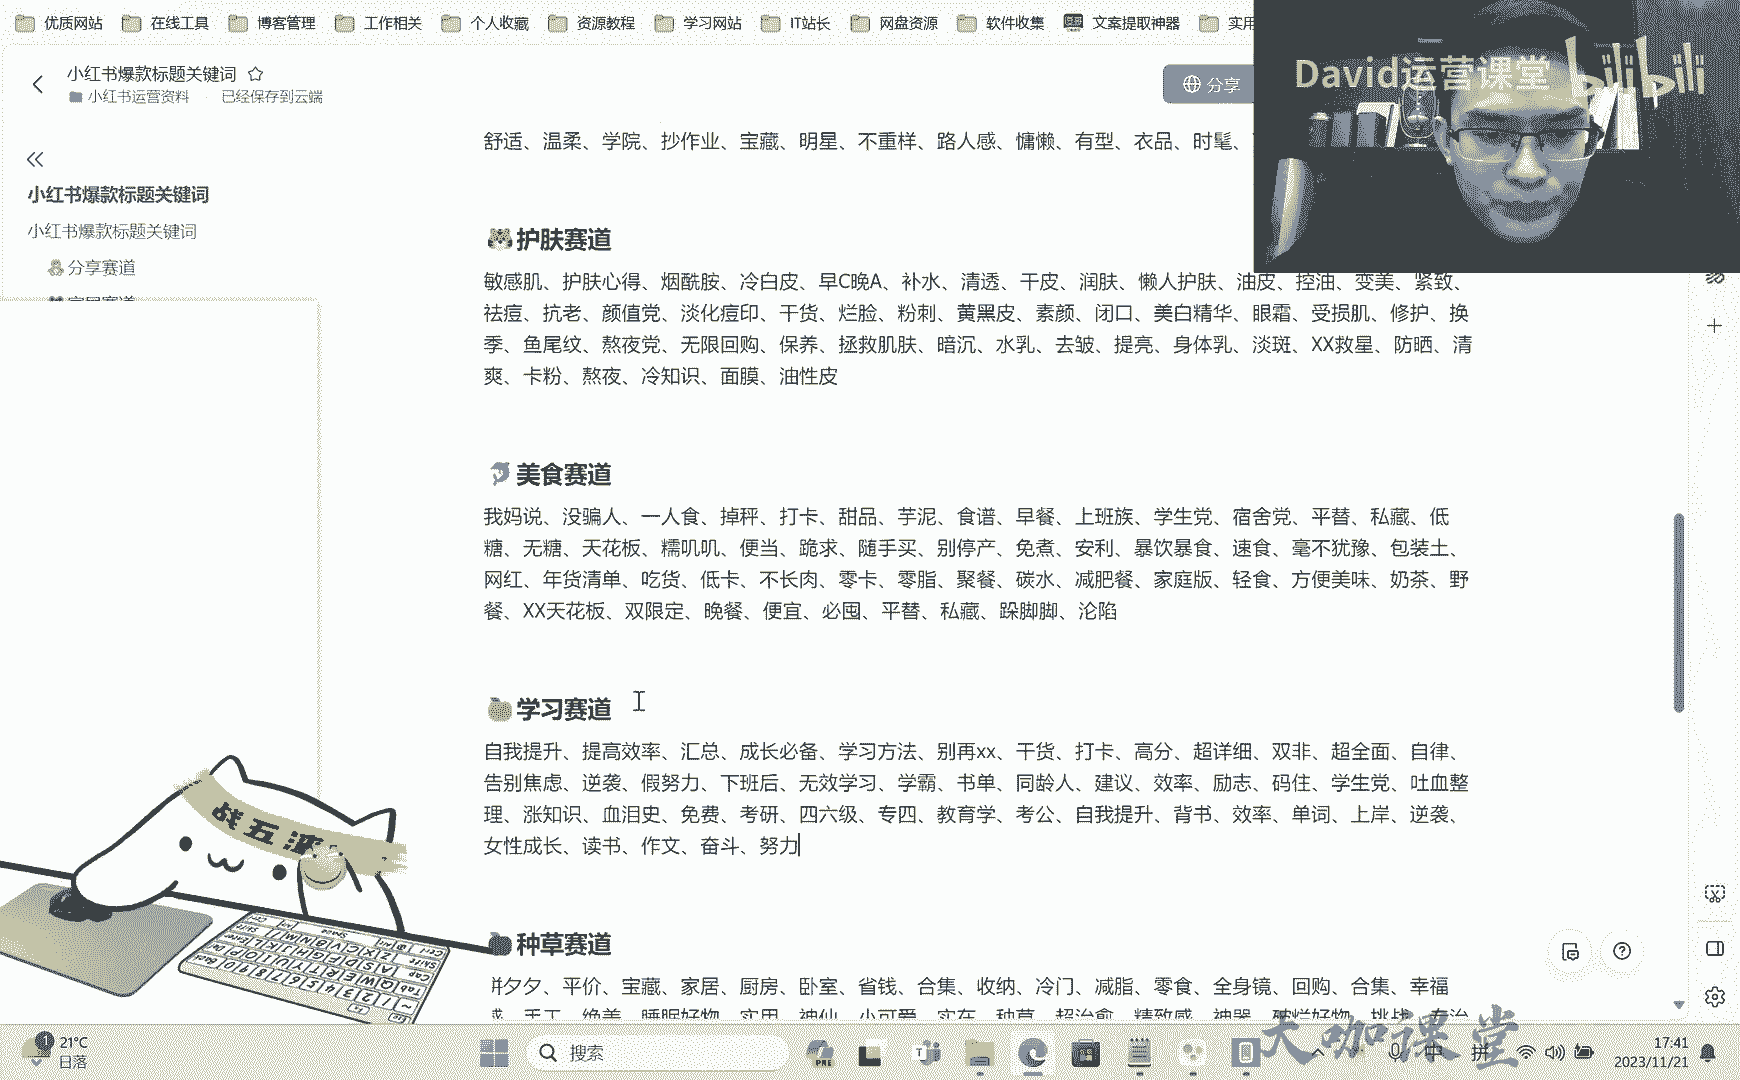 优质网站 在线工具 博客管理 工作相关 个人收藏 资源教程 学习网站 IT站长 网盘资源 软件收集 文案提取神器 实用
David运营课堂 bilibili
小红书爆款标题关键词
小红书运营资料 已经保存到云端
分享
小红书爆款标题关键词
小红书爆款标题关键词
分享赛道
舒适、温柔、学院、抄作业、宝藏、明星、不重样、路人感、慵懒、有型、衣品、时髦、
护肤赛道
敏感肌、护肤心得、烟酰胺、冷白皮、早C晚A、补水、清透、干皮、润肤、懒人护肤、油皮、控油、变美、紧致、
祛痘、抗老、颜值党、淡化痘印、干货、烂脸、粉刺、黄黑皮、素颜、闭口、美白精华、眼霜、受损肌、修护、换
季、鱼尾纹、熬夜党、无限回购、保养、拯救肌肤、暗沉、水乳、去皱、提亮、身体乳、淡斑、XX救星、防晒、清
爽、卡粉、熬夜、冷知识、面膜、油性皮
美食赛道
我妈说、没骗人、一人食、掉秤、打卡、甜品、芋泥、食谱、早餐、上班族、学生党、宿舍党、平替、私藏、低
糖、无糖、天花板、糯叽叽、便当、跪求、随手买、别停产、免煮、安利、暴饮暴食、速食、毫不犹豫、包装土、
网红、年货清单、吃货、低卡、不长肉、零卡、零脂、聚餐、碳水、减肥餐、家庭版、轻食、方便美味、奶茶、野
餐、XX天花板、双限定、晚餐、便宜、必囤、平替、私藏、跺脚脚、沦陷
学习赛道
自我提升、提高效率、汇总、成长必备、学习方法、别再xx、干货、打卡、高分、超详细、双非、超全面、自律、
告别焦虑、逆袭、假努力、下班后、无效学习、学霸、书单、同龄人、建议、效率、励志、码住、学生党、吐血整
理、涨知识、血泪史、免费、考研、四六级、专四、教育学、考公、自我提升、背书、效率、单词、上岸、逆袭、
女性成长、读书、作文、奋斗、努力
种草赛道
拼夕夕、平价、宝藏、家居、厨房、卧室、省钱、合集、收纳、冷门、减脂、零食、全身镜、回购、合集、幸福
战五渣
大咖课堂
21°C
日落
搜索
中 拼
17:41
2023/11/21